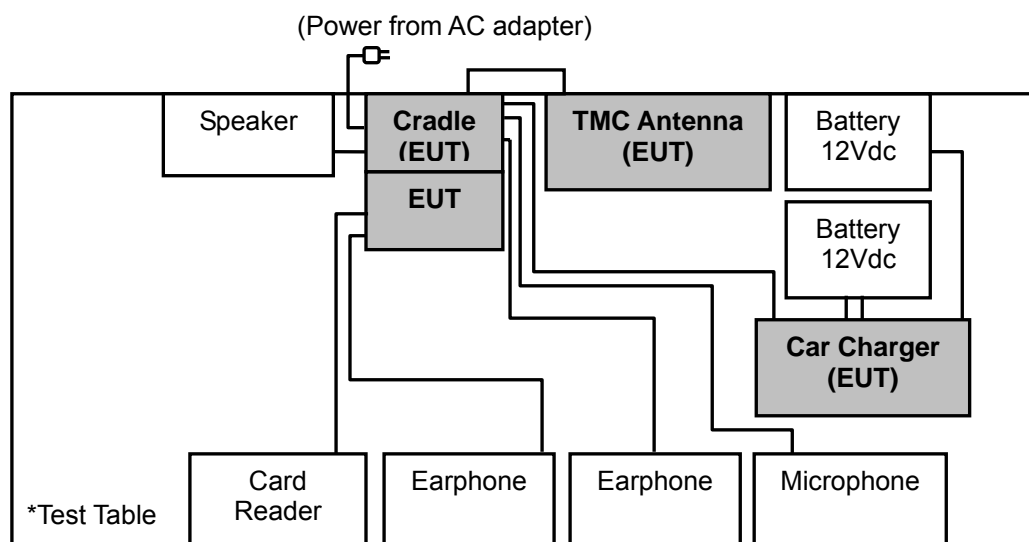 (Power from AC adapter)
Speaker
Cradle
(EUT)
TMC Antenna
(EUT)
Battery
12Vdc
EUT
Battery
12Vdc
Car Charger
(EUT)
Card
Reader
Earphone
Earphone
Microphone
*Test Table